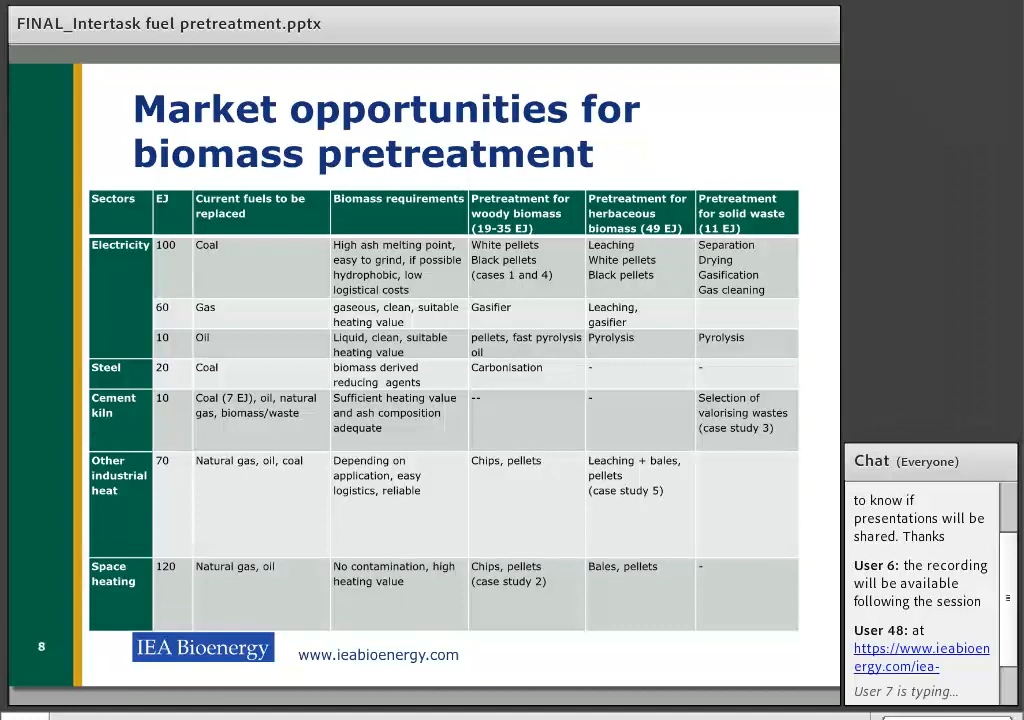 FINAL_Intertask fuel pretreatment.pptx
Market opportunities for
biomass pretreatment
Sectors EJ Current fuels to be replaced Biomass requirements Pretreatment for woody biomass (19-35 EJ) Pretreatment for herbaceous biomass (49 EJ) Pretreatment for solid waste (11 EJ)
Electricity 100 Coal High ash melting point, easy to grind, if possible hydrophobic, low logistical costs White pellets Black pellets (cases 1 and 4) Leaching White pellets Black pellets Separation Drying Gasification Gas cleaning
60 Gas gaseous, clean, suitable heating value Gasifier Leaching, gasifier
10 Oil Liquid, clean, suitable heating value pellets, fast pyrolysis oil Pyrolysis Pyrolysis
Steel 20 Coal biomass derived reducing agents Carbonisation - -
Cement kiln 10 Coal (7 EJ), oil, natural gas, biomass/waste Sufficient heating value and ash composition adequate -- - Selection of valorising wastes (case study 3)
Other industrial heat 70 Natural gas, oil, coal Depending on application, easy logistics, reliable Chips, pellets Leaching + bales, pellets (case study 5)
Space heating 120 Natural gas, oil No contamination, high heating value Chips, pellets (case study 2) Bales, pellets -
8
IEA Bioenergy
www.ieabioenergy.com
Chat (Everyone)
to know if
presentations will be
shared. Thanks
User 6: the recording
will be available
following the session
User 48: at
https://www.ieabioen
ergy.com/iea-
User 7 is typing...